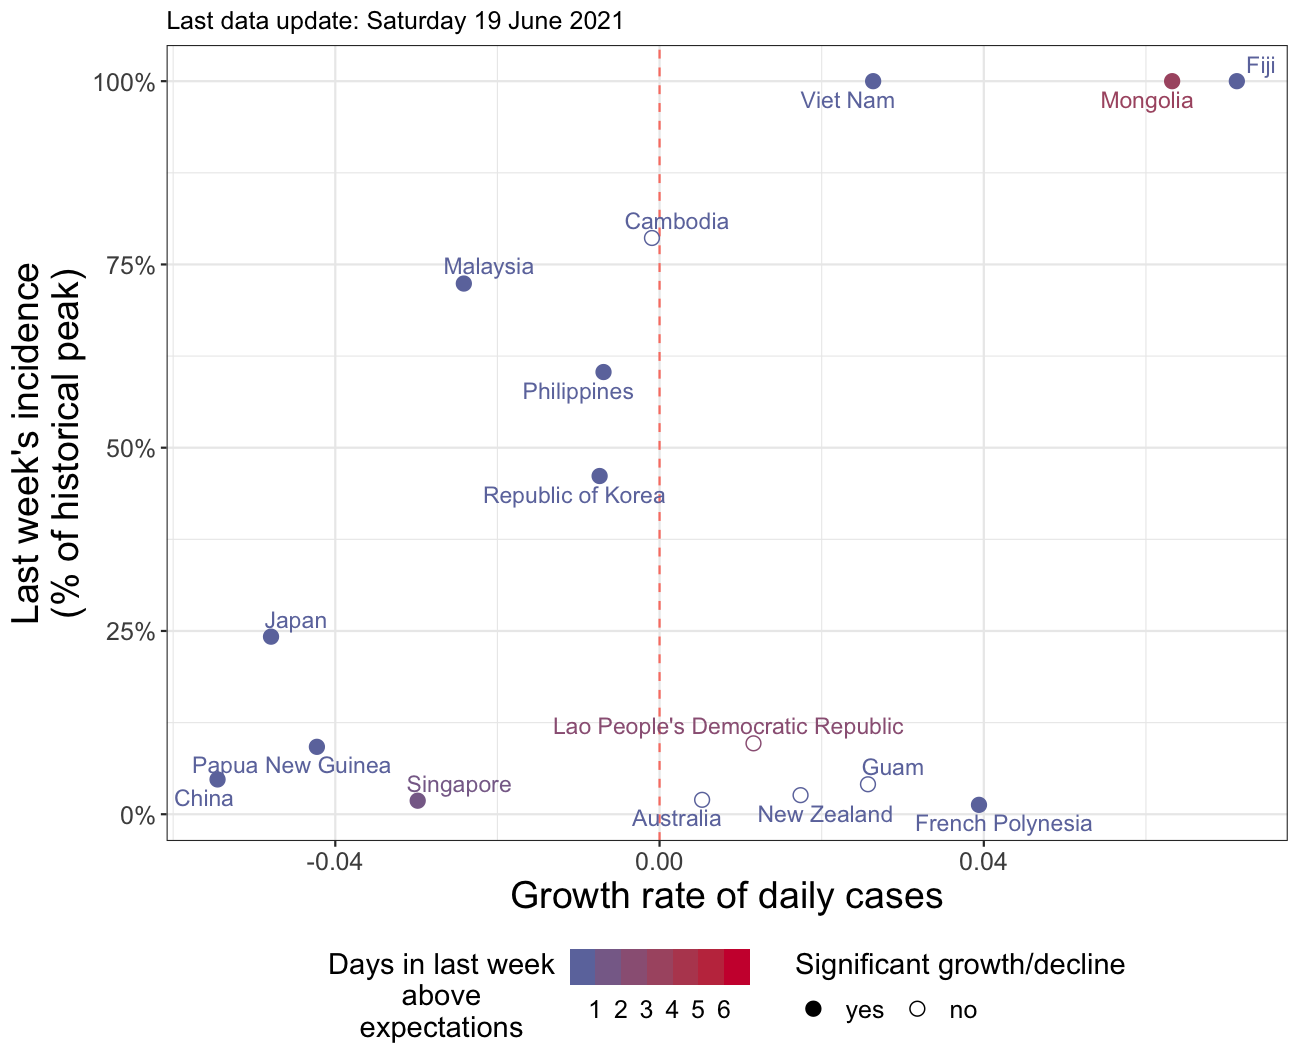 Last data update: Saturday 19 June 2021
Last week's incidence
(% of historical peak)
100%
75%
50%
25%
0%
Fiji
Viet Nam
Mongolia
Cambodia
Malaysia
Philippines
Republic of Korea
Japan
Lao People's Democratic Republic
Papua New Guinea
Guam
Singapore
China
Australia
New Zealand
French Polynesia
-0.04
0.00
0.04
Growth rate of daily cases
Days in last week
above
expectations
1 2 3 4 5 6
Significant growth/decline
yes
no